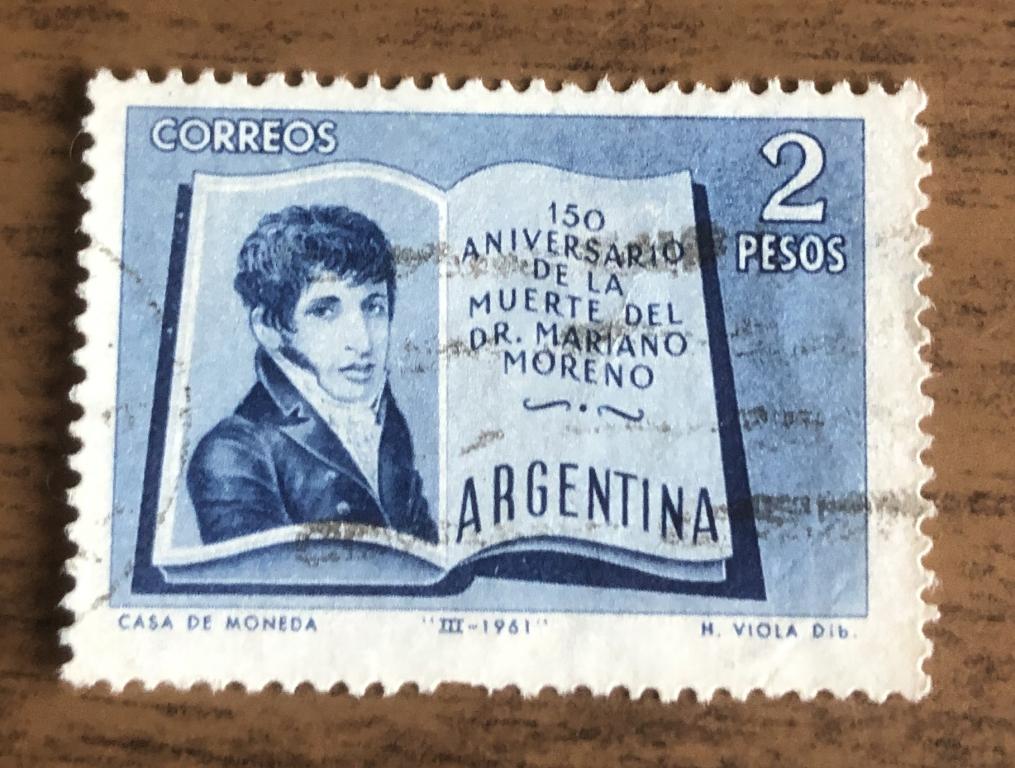 CORREOS
2
PESOS
150
ANIVERSARIO
DE LA
MUERTE DEL
DR. MARIANO
MORENO
ARGENTINA
CASA DE MONEDA "III-1961" H. VIOLA Dib.